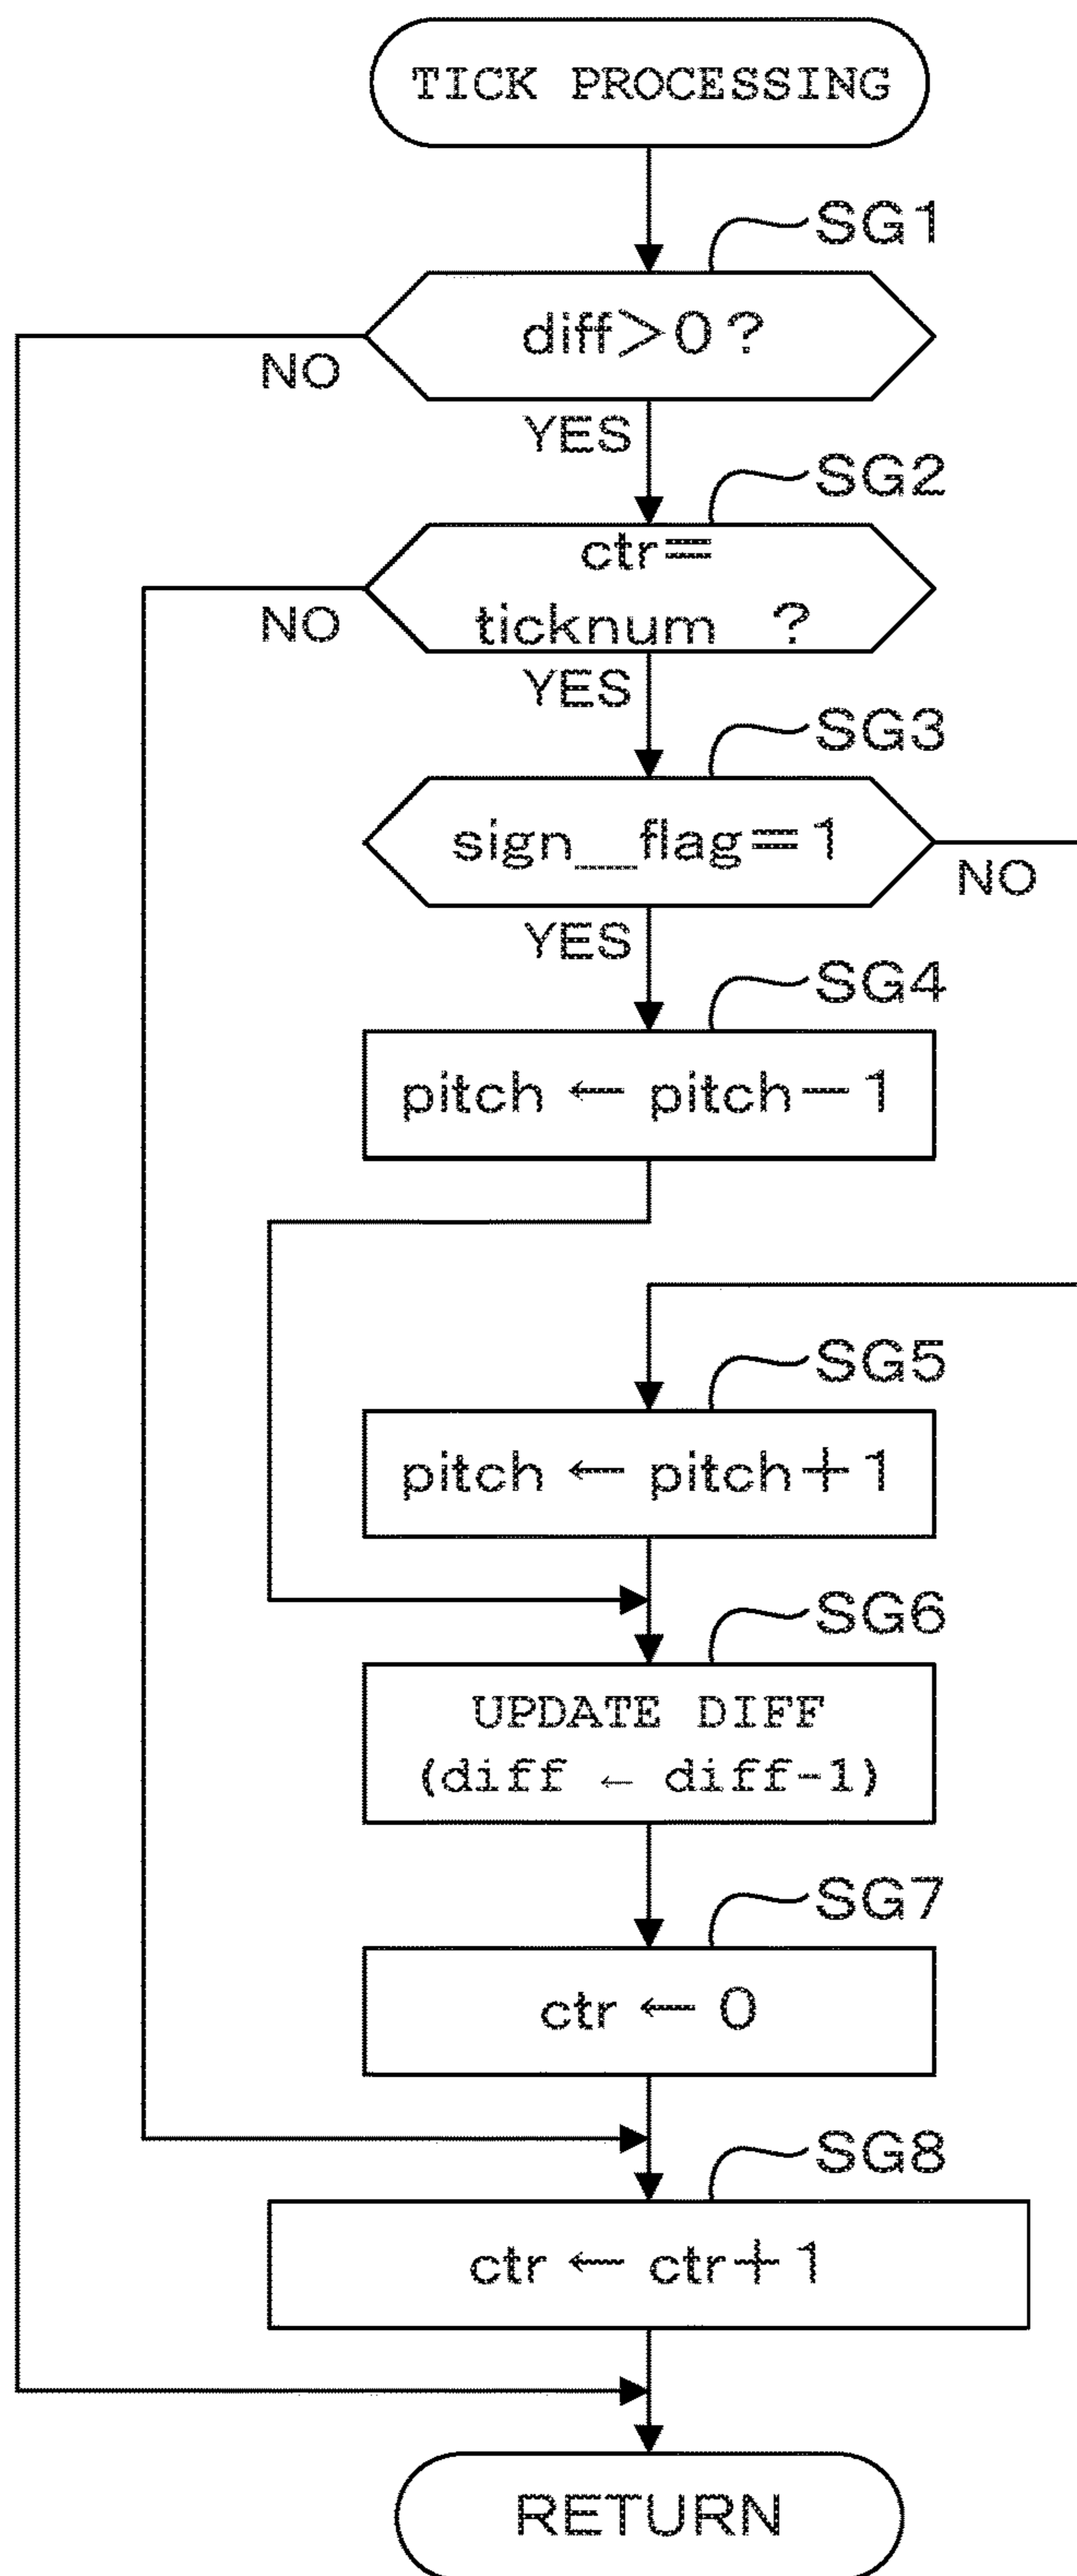 TICK PROCESSING
SG1
diff>0?
NO
YES
SG2
ctr=
ticknum ?
NO
YES
SG3
sign_flag=1
NO
YES
SG4
pitch ← pitch-1
SG5
pitch ← pitch+1
SG6
UPDATE DIFF
(diff ← diff-1)
SG7
ctr ← 0
SG8
ctr ← ctr+1
RETURN